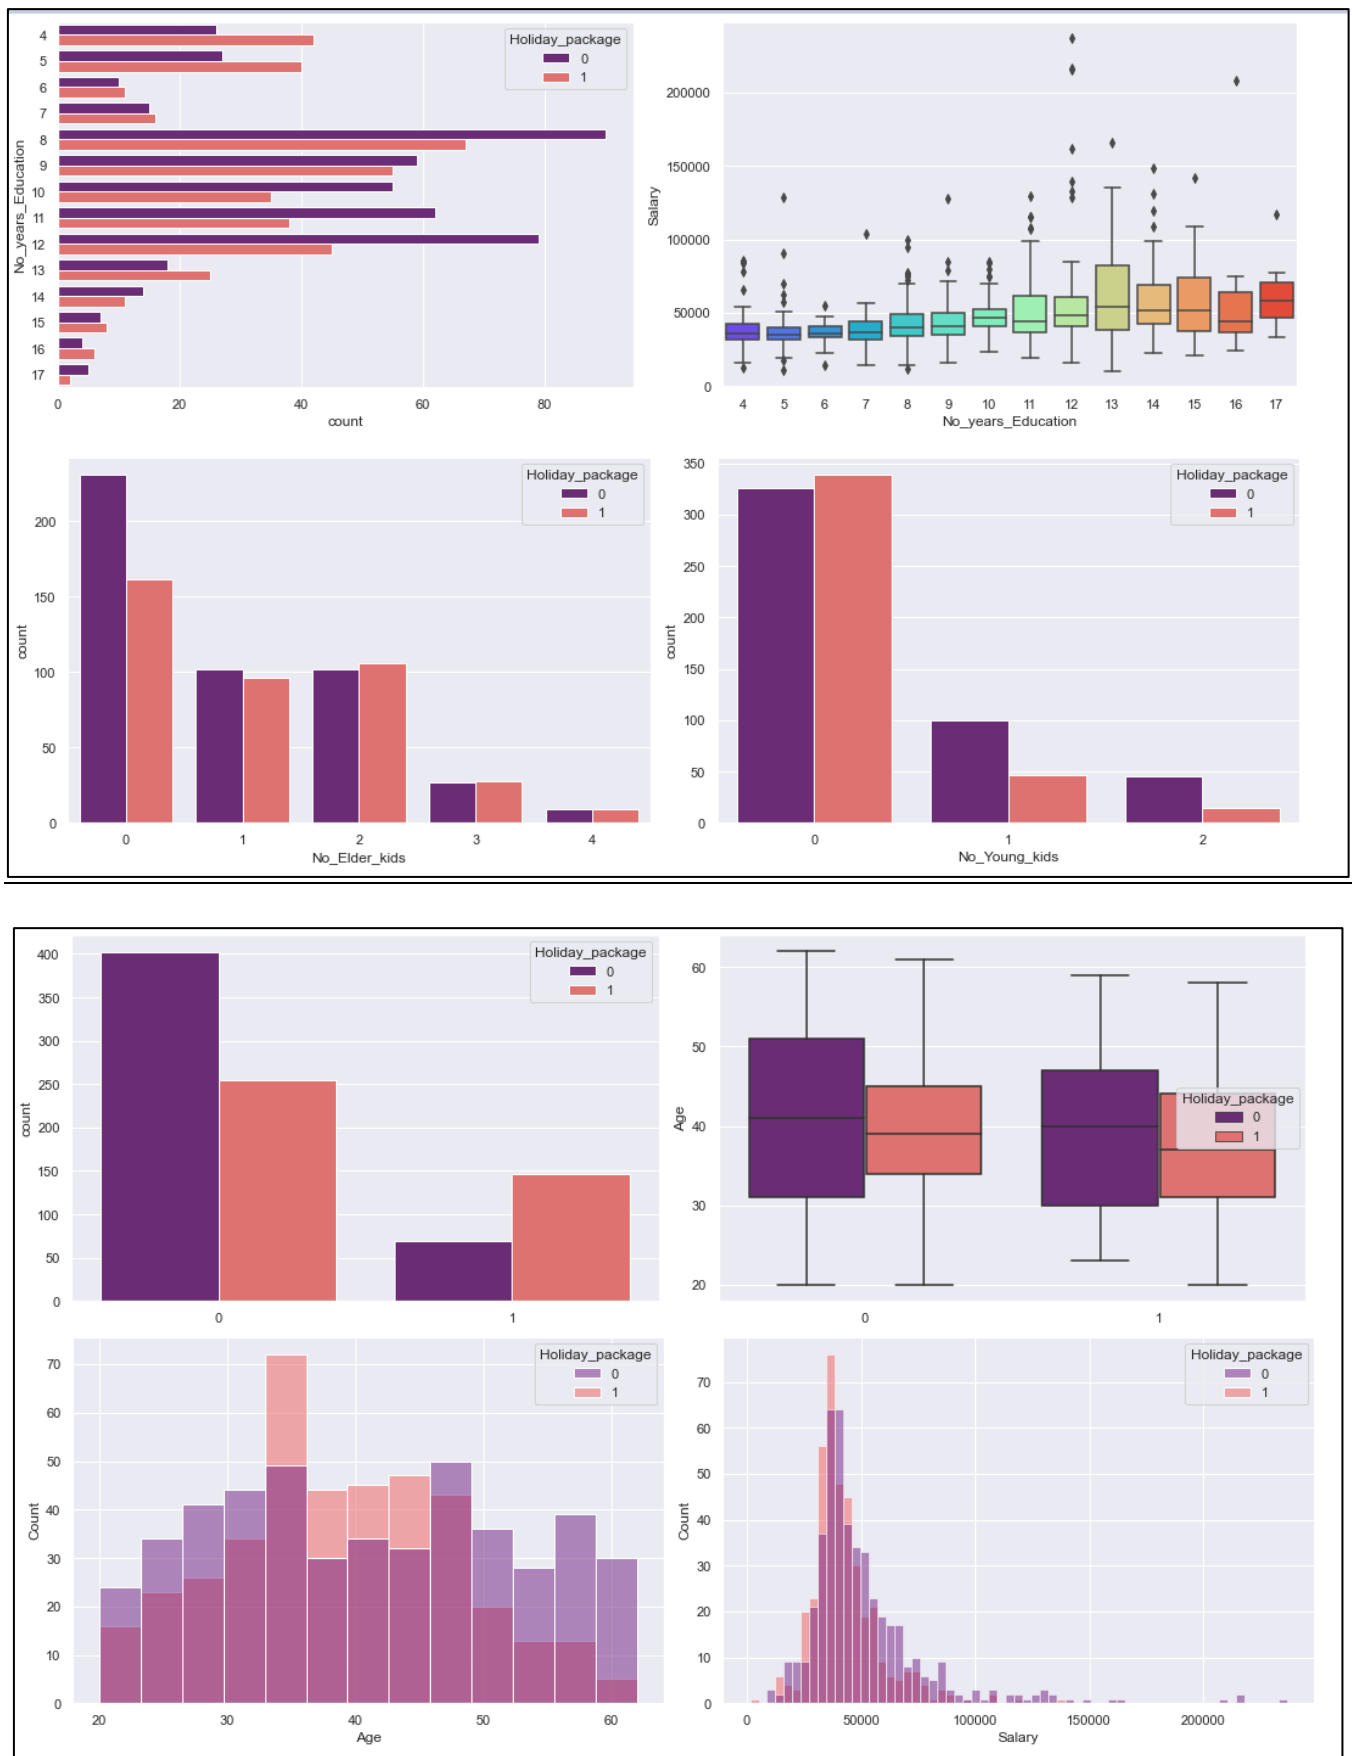 Holiday_package
0
1
4
5
6
7
8
9
10
11
12
13
14
15
16
17
No_years_Education
0 20 40 60 80
count
200000
150000
100000
50000
0
Salary
4 5 6 7 8 9 10 11 12 13 14 15 16 17
No_years_Education
Holiday_package
0
1
200
150
100
50
0
count
0 1 2 3 4
No_Elder_kids
Holiday_package
0
1
350
300
250
200
150
100
50
0
count
0 1 2
No_Young_kids
Holiday_package
0
1
400
350
300
250
200
150
100
50
0
count
0 1
60
50
40
30
20
Age
Holiday_package
0
1
0 1
Holiday_package
0
1
70
60
50
40
30
20
10
0
Count
20 30 40 50 60
Age
Holiday_package
0
1
70
60
50
40
30
20
10
0
Count
0 50000 100000 150000 200000
Salary